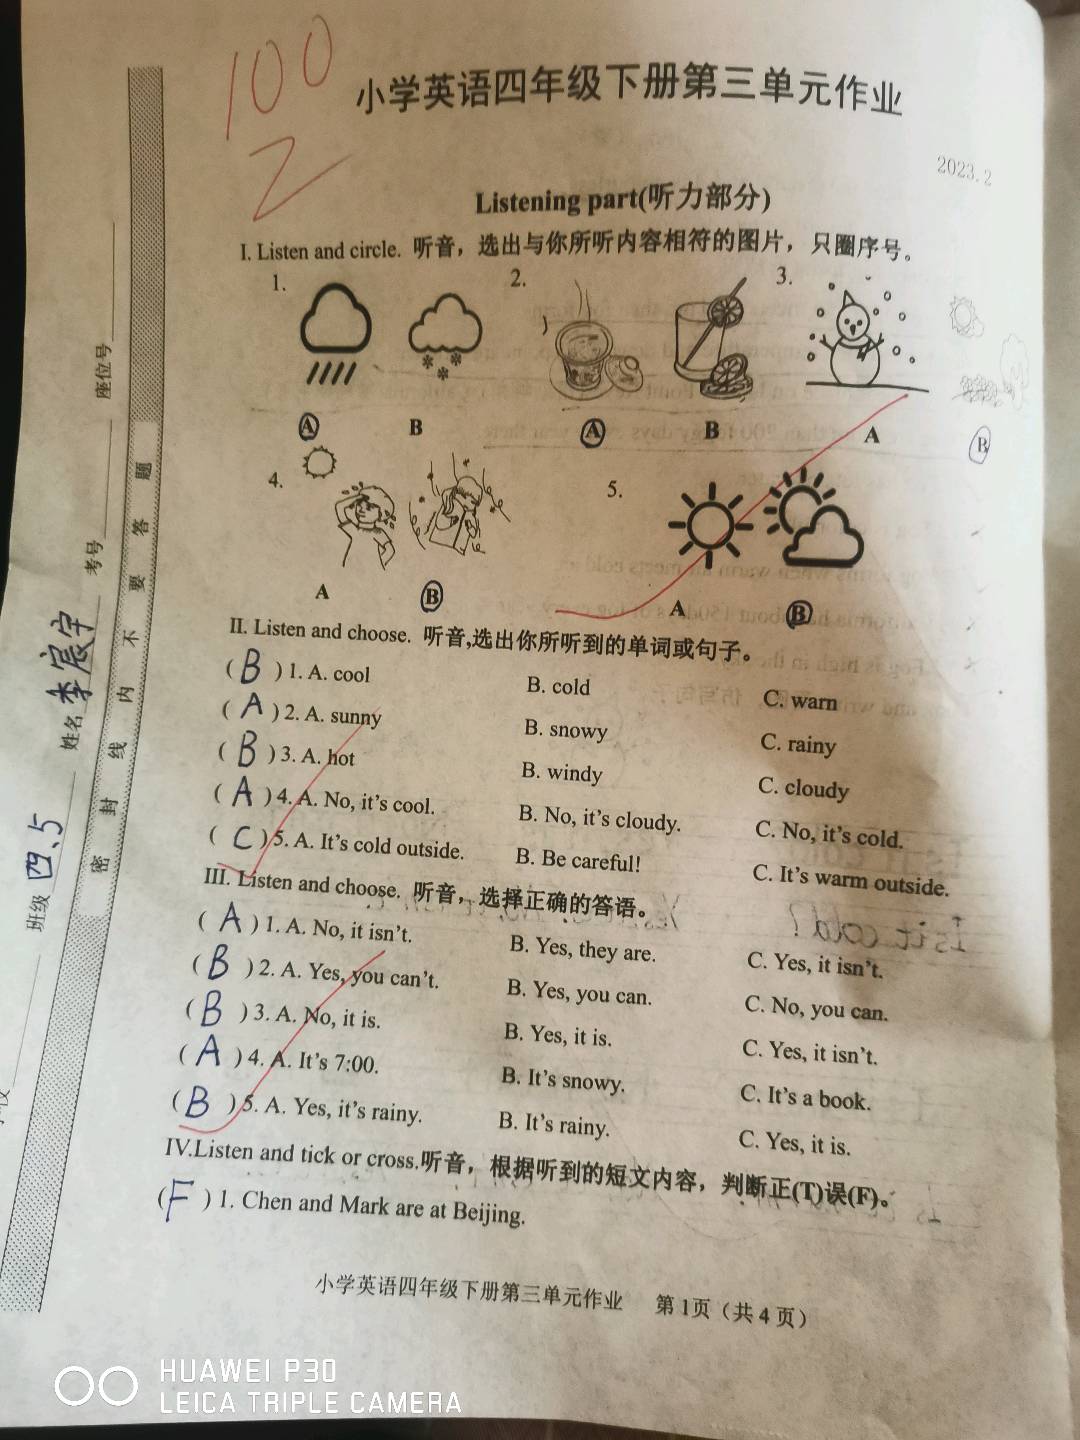 100
小学英语四年级下册第三单元作业
2023.2
Listening part(听力部分)
I. Listen and circle. 听音，选出与你所听内容相符的图片，只圈序号。
1. 2. 3.
A B A B A B
4. 5.
A B A B
II. Listen and choose. 听音,选出你所听到的单词或句子。
( B ) 1. A. cool B. cold C. warn
( A ) 2. A. sunny B. snowy C. rainy
( B ) 3. A. hot B. windy C. cloudy
( A ) 4. A. No, it's cool. B. No, it's cloudy. C. No, it's cold.
( C ) 5. A. It's cold outside. B. Be careful! C. It's warm outside.
III. Listen and choose. 听音，选择正确的答语。
( A ) 1. A. No, it isn't. B. Yes, they are. C. Yes, it isn't.
( B ) 2. A. Yes, you can't. B. Yes, you can. C. No, you can.
( B ) 3. A. No, it is. B. Yes, it is. C. Yes, it isn't.
( A ) 4. A. It's 7:00. B. It's snowy. C. It's a book.
( B ) 5. A. Yes, it's rainy. B. It's rainy. C. Yes, it is.
IV.Listen and tick or cross.听音，根据听到的短文内容，判断正(T)误(F)。
( F ) 1. Chen and Mark are at Beijing.
小学英语四年级下册第三单元作业 第1页（共4页）
班级 四、5 姓名 李宸宇 考号 座位号
密 封 线 内 不 要 答 题
HUAWEI P30
LEICA TRIPLE CAMERA